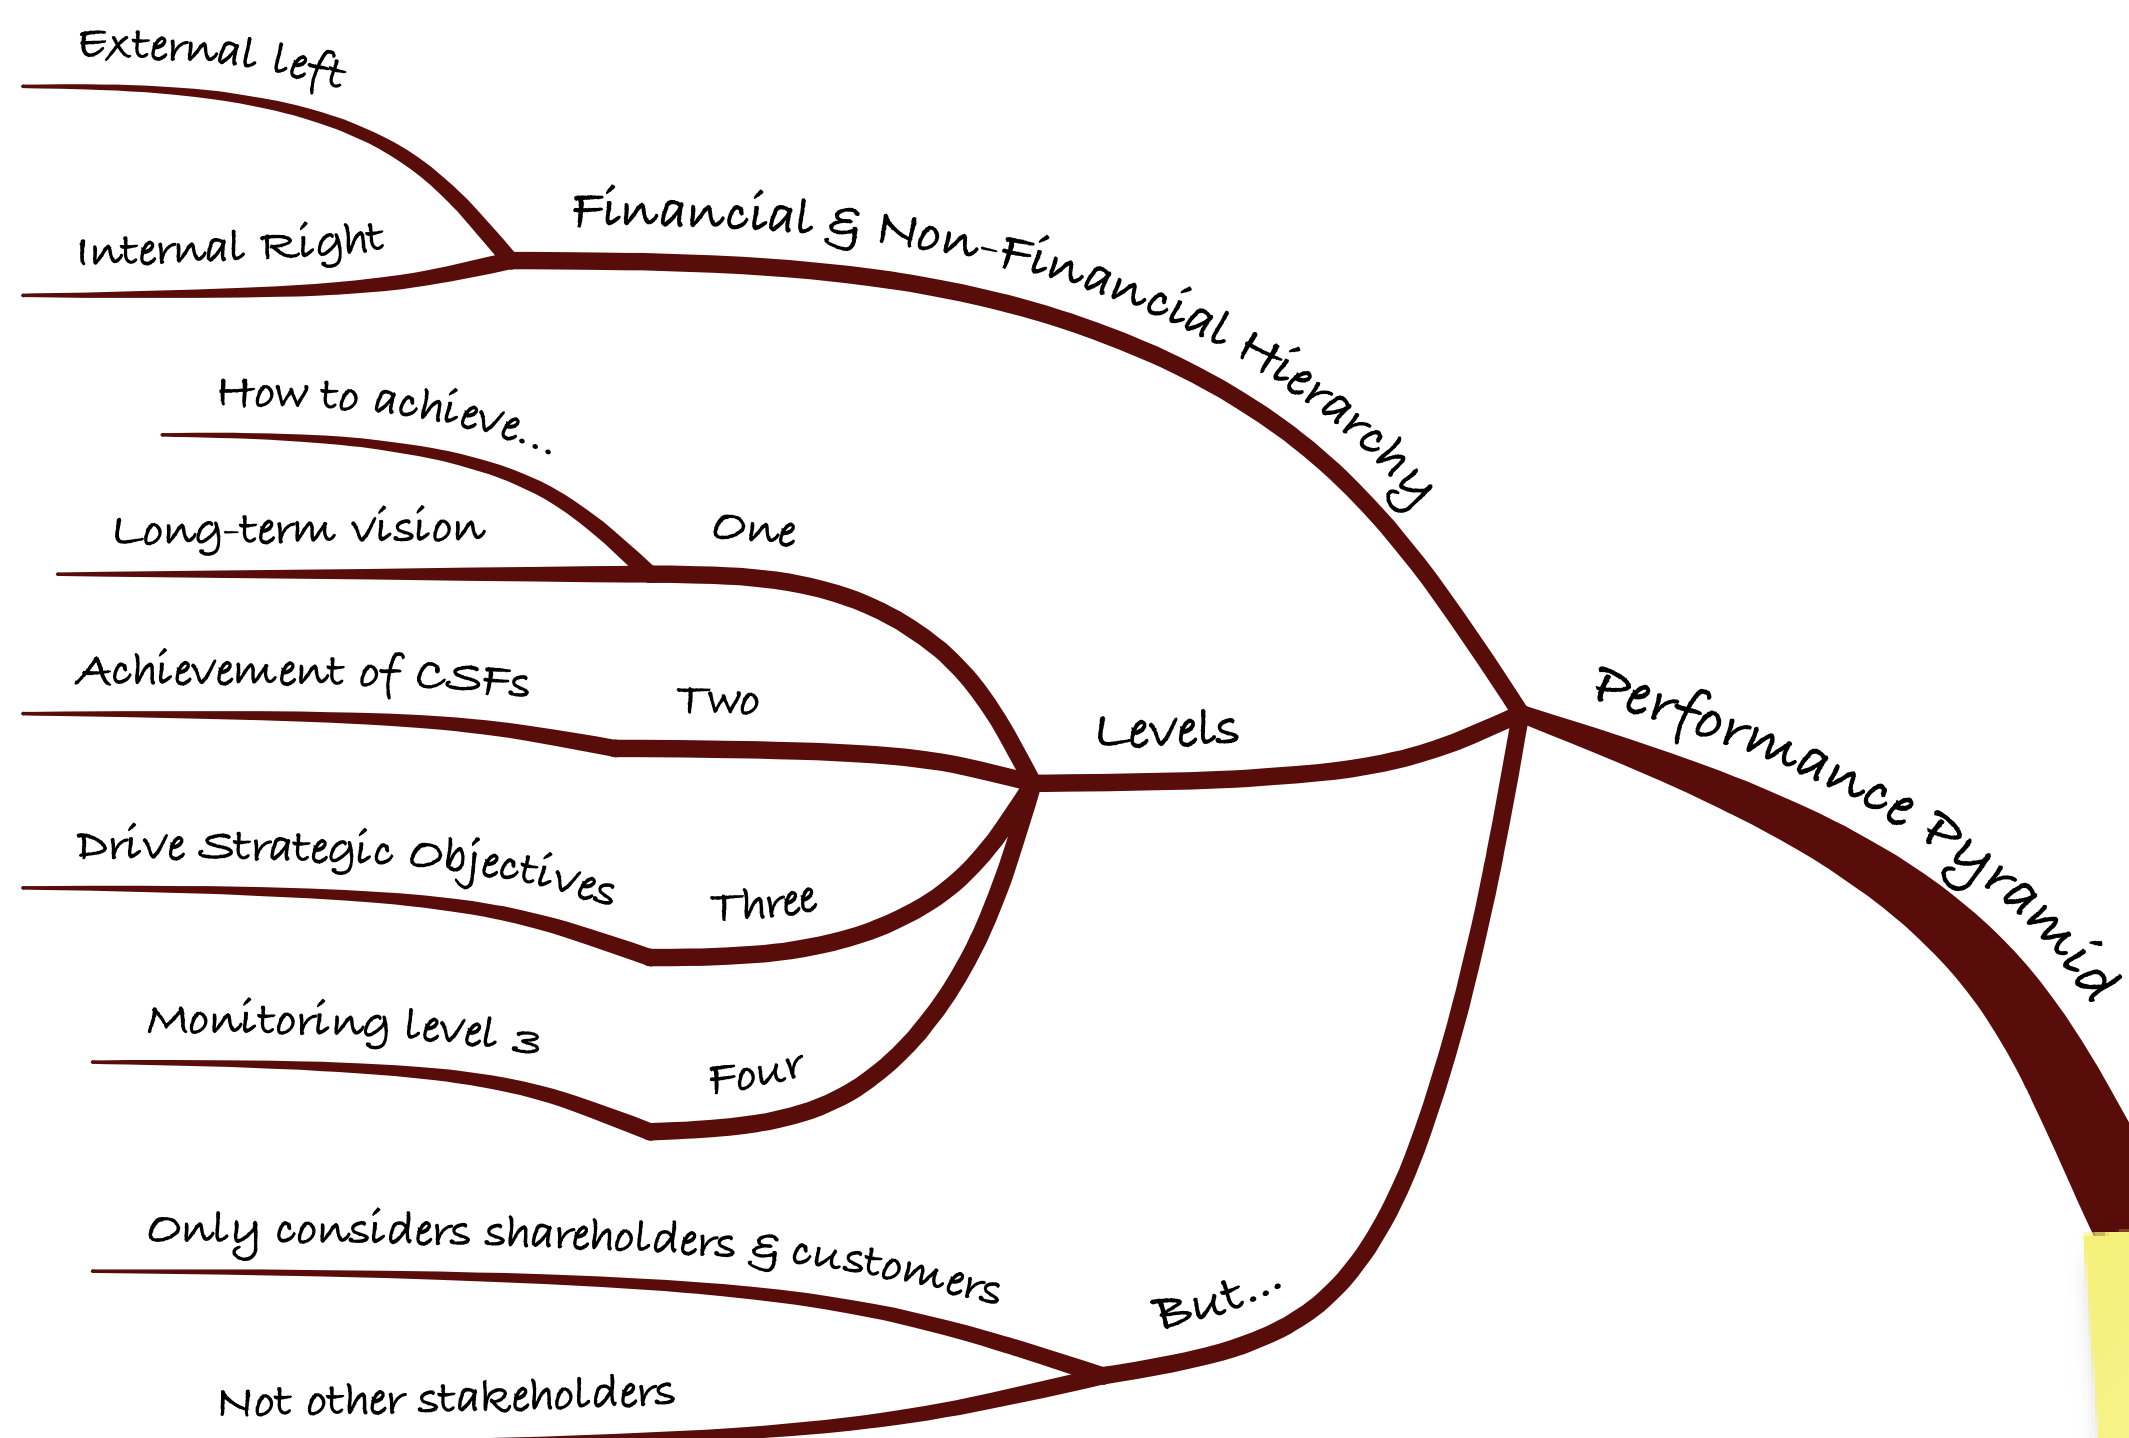 External left
Internal Right
Financial & Non-Financial Hierarchy
How to achieve...
Long-term vision
One
Achievement of CSFs
Two
Drive Strategic Objectives
Three
Monitoring level 3
Four
Levels
Only considers shareholders & customers
Not other stakeholders
But...
Performance Pyramid